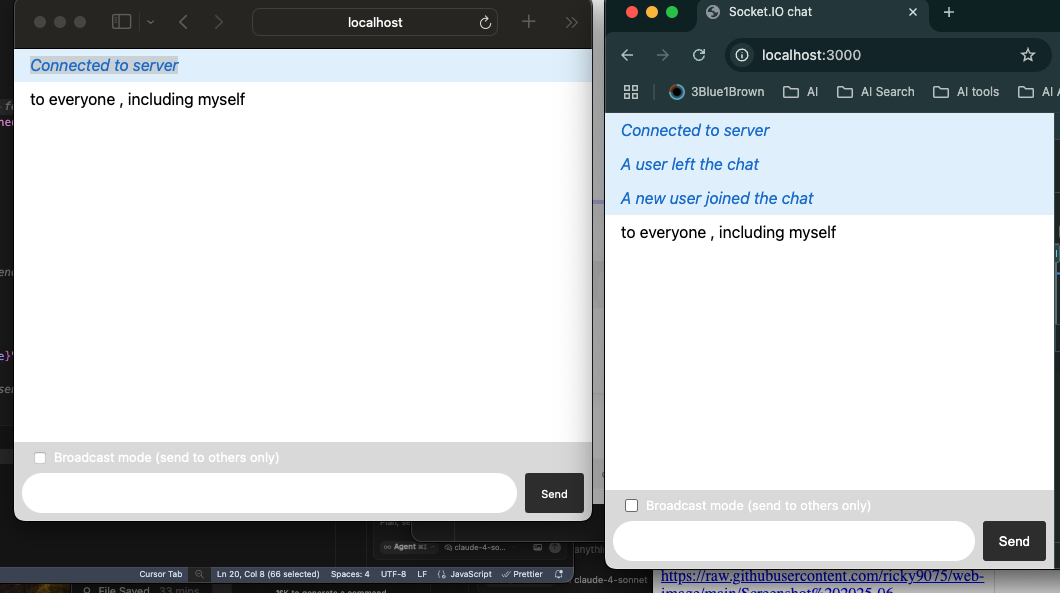 localhost
Connected to server
to everyone , including myself
Broadcast mode (send to others only)
Send
Socket.IO chat
localhost:3000
3Blue1Brown
AI
AI Search
AI tools
AI
Connected to server
A user left the chat
A new user joined the chat
to everyone , including myself
Broadcast mode (send to others only)
Send
Agent
claude-4-so...
Cursor Tab
Ln 20, Col 8 (66 selected)
Spaces: 4
UTF-8
LF
JavaScript
Prettier
File Saved
33 mins
to generate a command
claude-4-sonnet
https://raw.githubusercontent.com/ricky9075/web-
image/main/Screenshot%202025-06